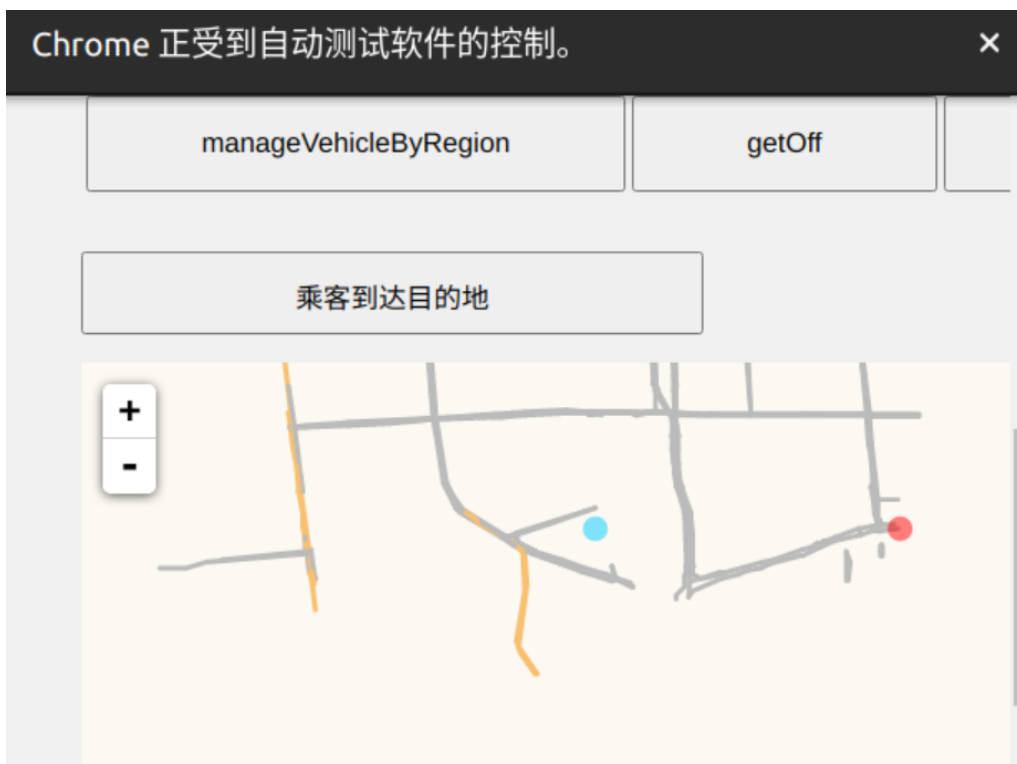 Chrome 正受到自动测试软件的控制。 ×
manageVehicleByRegion getOff
乘客到达目的地
+
-